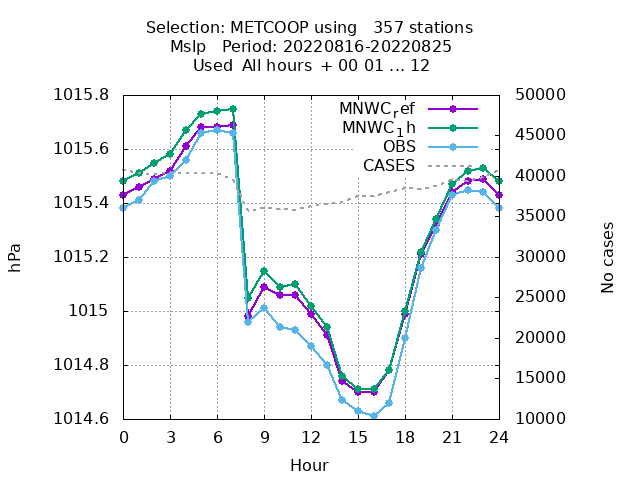 Selection: METCOOP using 357 stations
Mslp Period: 20220816-20220825
Used All hours + 00 01 ... 12
1015.8
1015.6
1015.4
1015.2
1015
1014.8
1014.6
hPa
MNWC_ref
MNWC_1h
OBS
CASES
50000
45000
40000
35000
30000
25000
20000
15000
10000
No cases
0 3 6 9 12 15 18 21 24
Hour